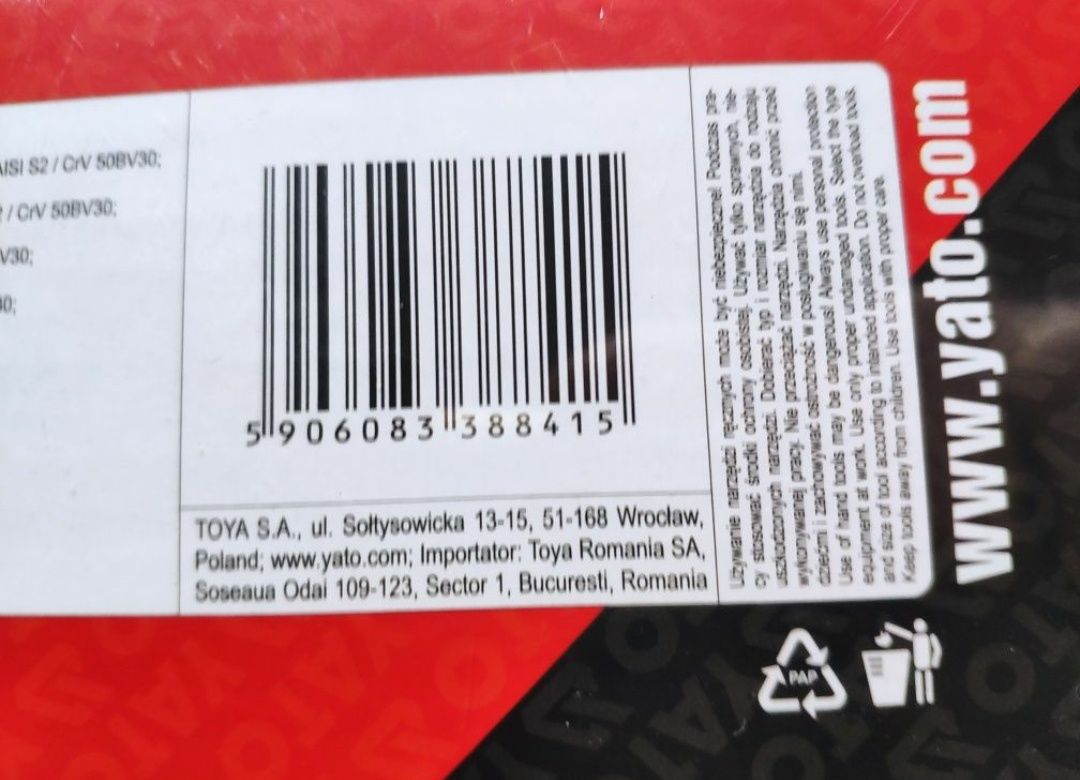 AISI S2 / CrV 50BV30;
/ CrV 50BV30;
V30;
30;
5 906083 388415
TOYA S.A., ul. Sołtysowicka 13-15, 51-168 Wrocław,
Poland; www.yato.com; Importator: Toya Romania SA,
Soseaua Odai 109-123, Sector 1, Bucuresti, Romania
Używanie narzędzi ręcznych może być niebezpieczne! Podczas pra-
cy stosować środki ochrony osobistej. Używać tylko sprawnych, nie-
uszkodzonych narzędzi. Dobierać typ i rozmiar narzędzia do rodzaju
wykonywanej pracy. Nie przeciążać narzędzi. Narzędzia chronić przed
dziećmi i zachowywać ostrożność w posługiwaniu się nimi.
Use of hand tools may be dangerous! Always use personal protection
equipment at work. Use only proper undamaged tools. Select the type
and size of tool according to intended application. Do not overload tools.
Keep tools away from children. Use tools with proper care.
www.yato.com
PAP